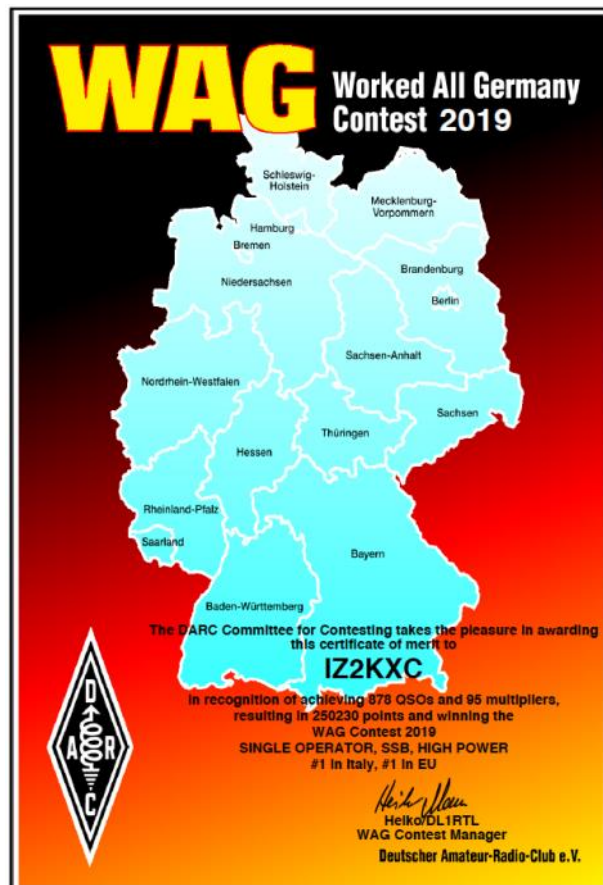 WAG
Worked All Germany
Contest 2019
Schleswig-
Holstein
Mecklenburg-
Vorpommern
Hamburg
Bremen
Niedersachsen
Brandenburg
Berlin
Sachsen-Anhalt
Nordrhein-Westfalen
Sachsen
Thüringen
Hessen
Rheinland-Pfalz
Saarland
Bayern
Baden-Württemberg
The DARC Committee for Contesting takes the pleasure in awarding
this certificate of merit to
IZ2KXC
in recognition of achieving 878 QSOs and 95 multipliers,
resulting in 250230 points and winning the
WAG Contest 2019
SINGLE OPERATOR, SSB, HIGH POWER
#1 in Italy, #1 in EU
D
A R
C
Heiko/DL1RTL
WAG Contest Manager
Deutscher Amateur-Radio-Club e.V.